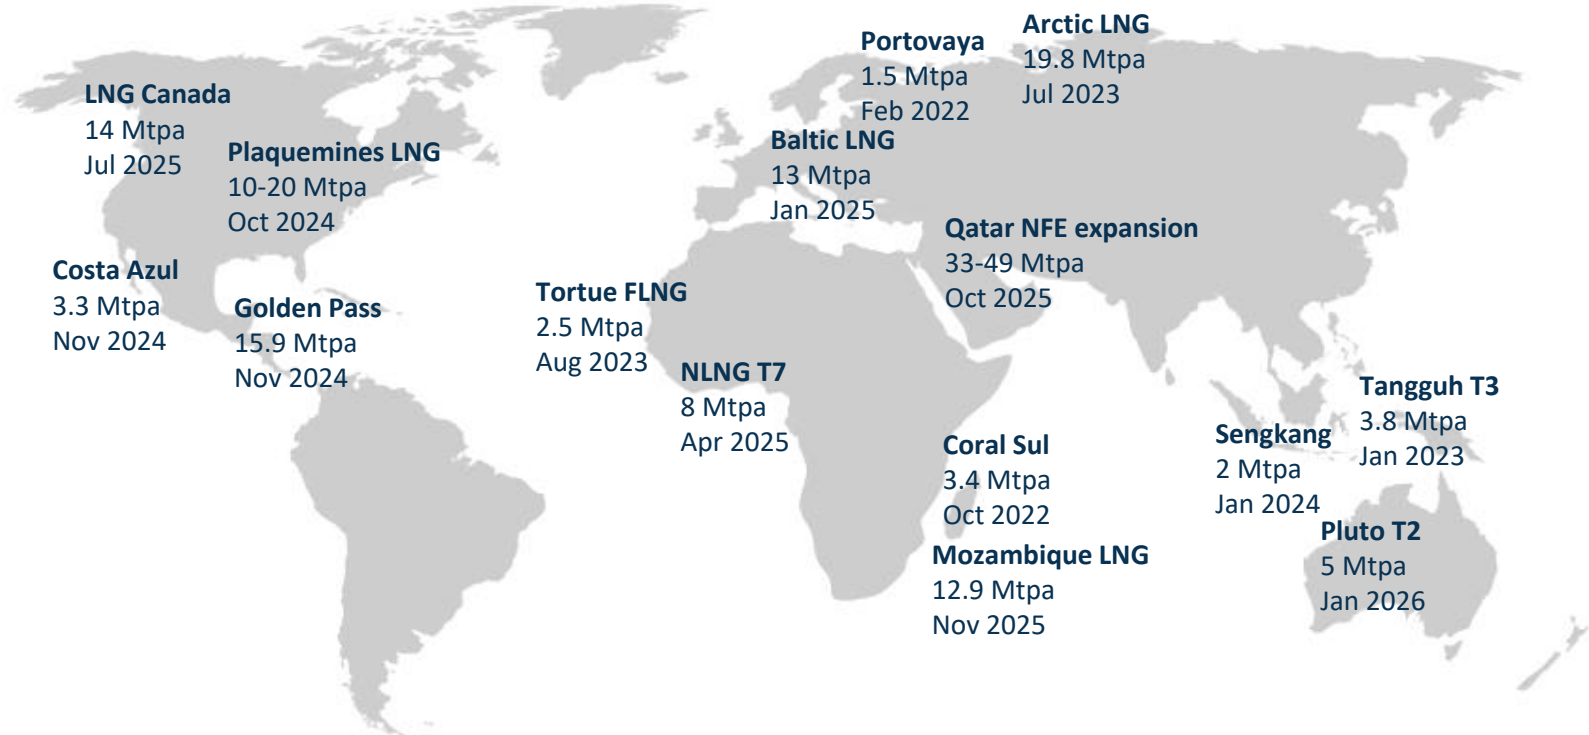 Arctic LNG
19.8 Mtpa
Jul 2023
Portovaya
1.5 Mtpa
Feb 2022
LNG Canada
14 Mtpa
Jul 2025
Plaquemines LNG
10-20 Mtpa
Oct 2024
Baltic LNG
13 Mtpa
Jan 2025
Qatar NFE expansion
33-49 Mtpa
Oct 2025
Costa Azul
3.3 Mtpa
Nov 2024
Golden Pass
15.9 Mtpa
Nov 2024
Tortue FLNG
2.5 Mtpa
Aug 2023
NLNG T7
8 Mtpa
Apr 2025
Tangguh T3
3.8 Mtpa
Jan 2023
Sengkang
2 Mtpa
Jan 2024
Coral Sul
3.4 Mtpa
Oct 2022
Pluto T2
5 Mtpa
Jan 2026
Mozambique LNG
12.9 Mtpa
Nov 2025